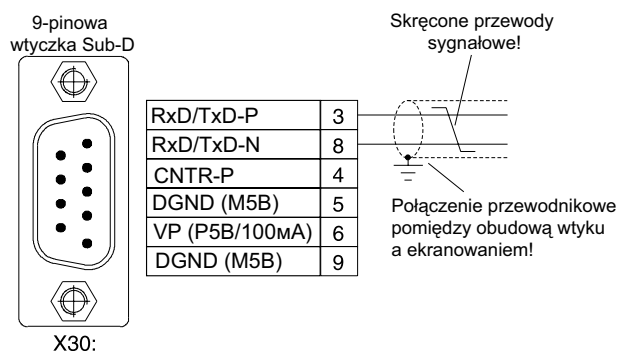 9-pinowa
wtyczka Sub-D
Skręcone przewody
sygnałowe!
RxD/TxD-P 3
RxD/TxD-N 8
CNTR-P 4
DGND (M5B) 5
VP (P5B/100мA) 6
DGND (M5B) 9
Połączenie przewodnikowe
pomiędzy obudową wtyku
a ekranowaniem!
X30: